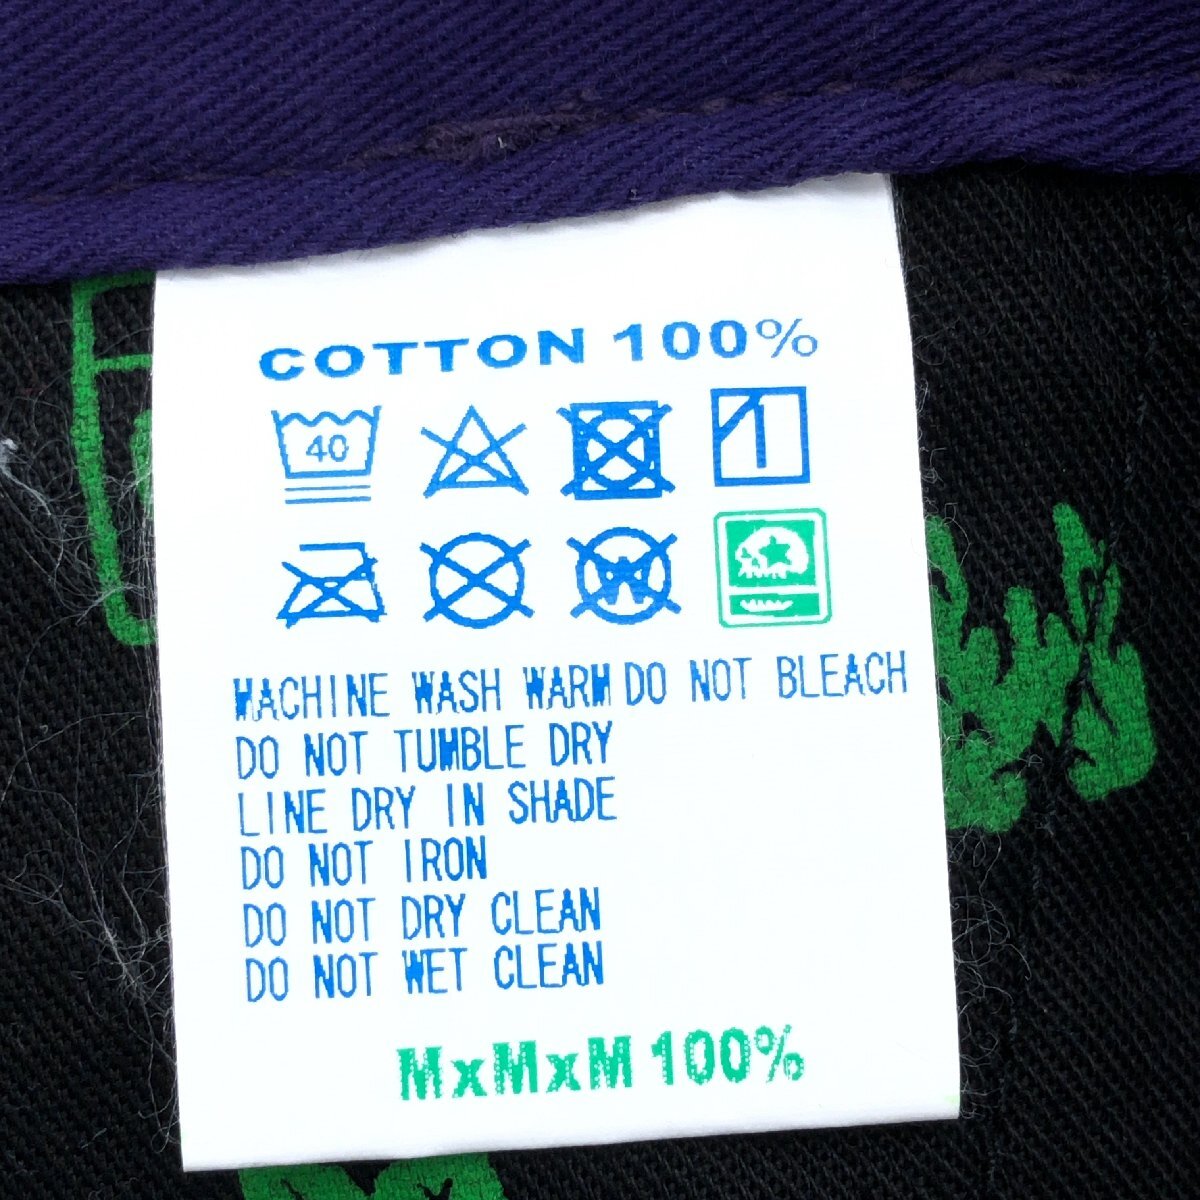 COTTON 100%
40
W
MACHINE WASH WARM DO NOT BLEACH
DO NOT TUMBLE DRY
LINE DRY IN SHADE
DO NOT IRON
DO NOT DRY CLEAN
DO NOT WET CLEAN
MxMxM 100%